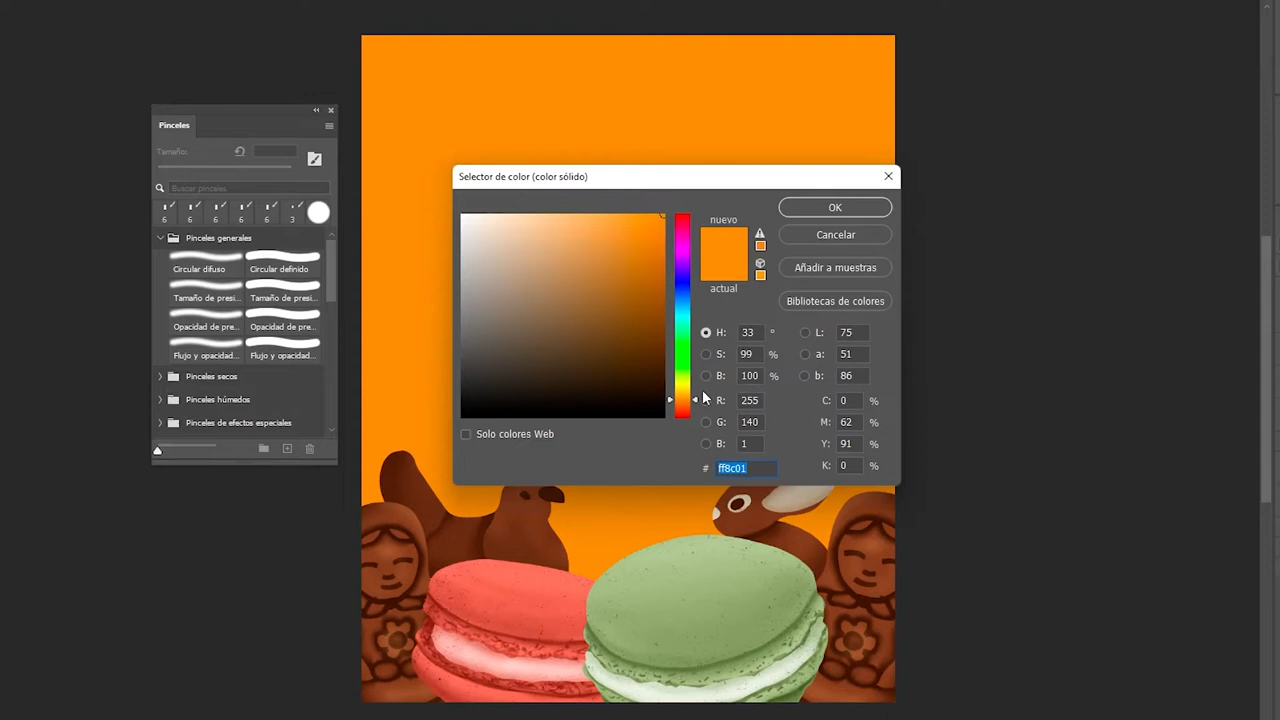 Pinceles
Tamaño:
Buscar pinceles
6 6 6 6 6 3
Pinceles generales
Circular difuso Circular definido
Tamaño de presi... Tamaño de presi...
Opacidad de pre... Opacidad de pre...
Flujo y opacidad... Flujo y opacidad...
Pinceles secos
Pinceles húmedos
Pinceles de efectos especiales
Selector de color (color sólido)
nuevo
actual
OK
Cancelar
Añadir a muestras
Bibliotecas de colores
H: 33 ° L: 75
S: 99 % a: 51
B: 100 % b: 86
R: 255 C: 0 %
G: 140 M: 62 %
B: 1 Y: 91 %
# ff8c01 K: 0 %
Solo colores Web